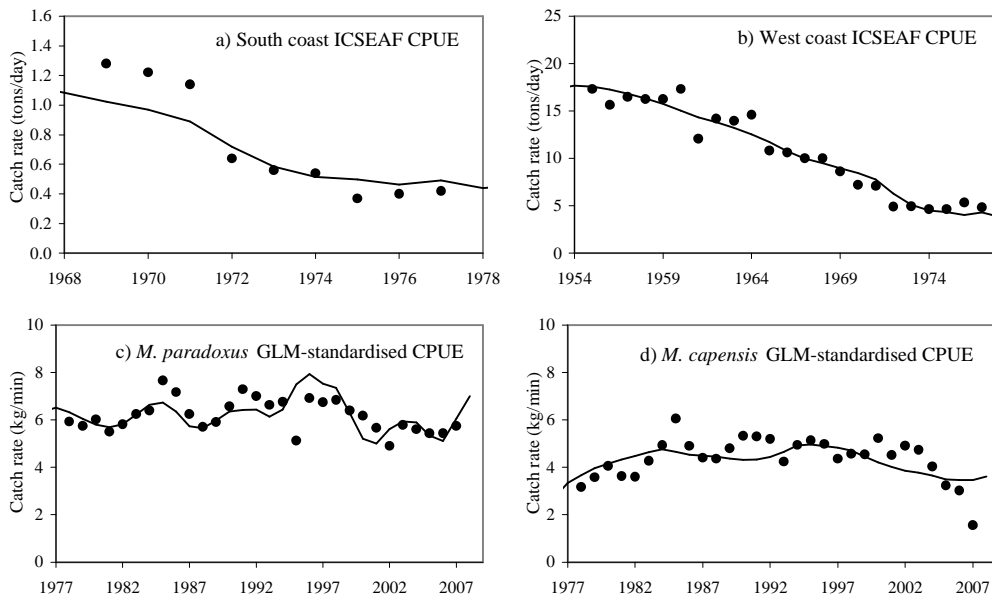 a) South coast ICSEAF CPUE
Catch rate (tons/day)
1.6
1.4
1.2
1.0
0.8
0.6
0.4
0.2
0.0
1968 1970 1972 1974 1976 1978
b) West coast ICSEAF CPUE
Catch rate (tons/day)
25
20
15
10
5
0
1954 1959 1964 1969 1974
c) M. paradoxus GLM-standardised CPUE
Catch rate (kg/min)
10
8
6
4
2
0
1977 1982 1987 1992 1997 2002 2007
d) M. capensis GLM-standardised CPUE
Catch rate (kg/min)
10
8
6
4
2
0
1977 1982 1987 1992 1997 2002 2007